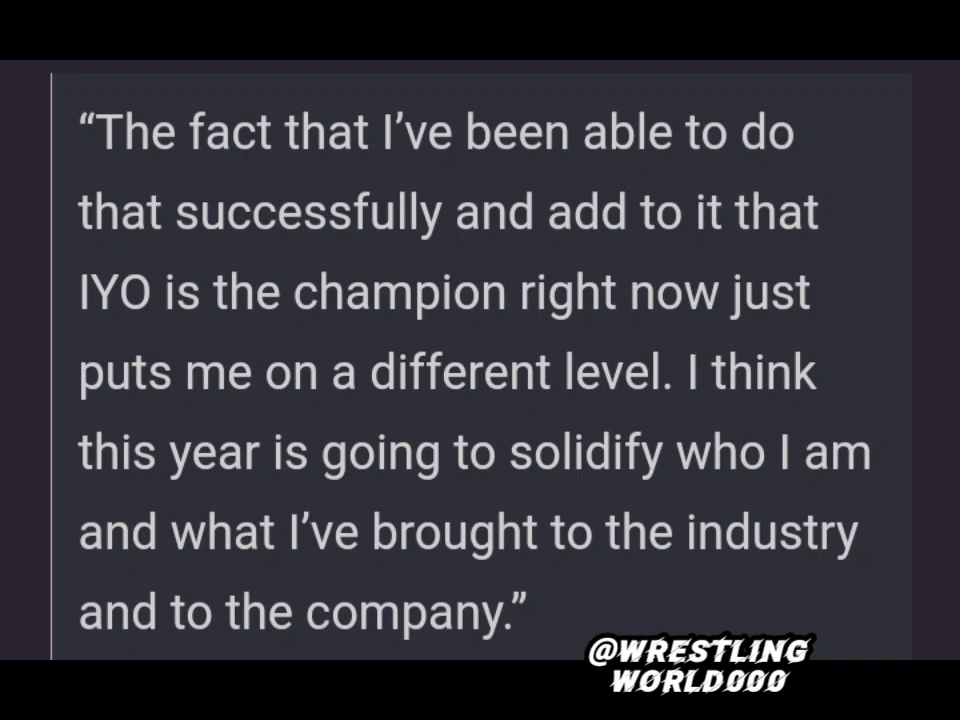 “The fact that I’ve been able to do
that successfully and add to it that
IYO is the champion right now just
puts me on a different level. I think
this year is going to solidify who I am
and what I’ve brought to the industry
and to the company.”
@WRESTLING
WORLD000